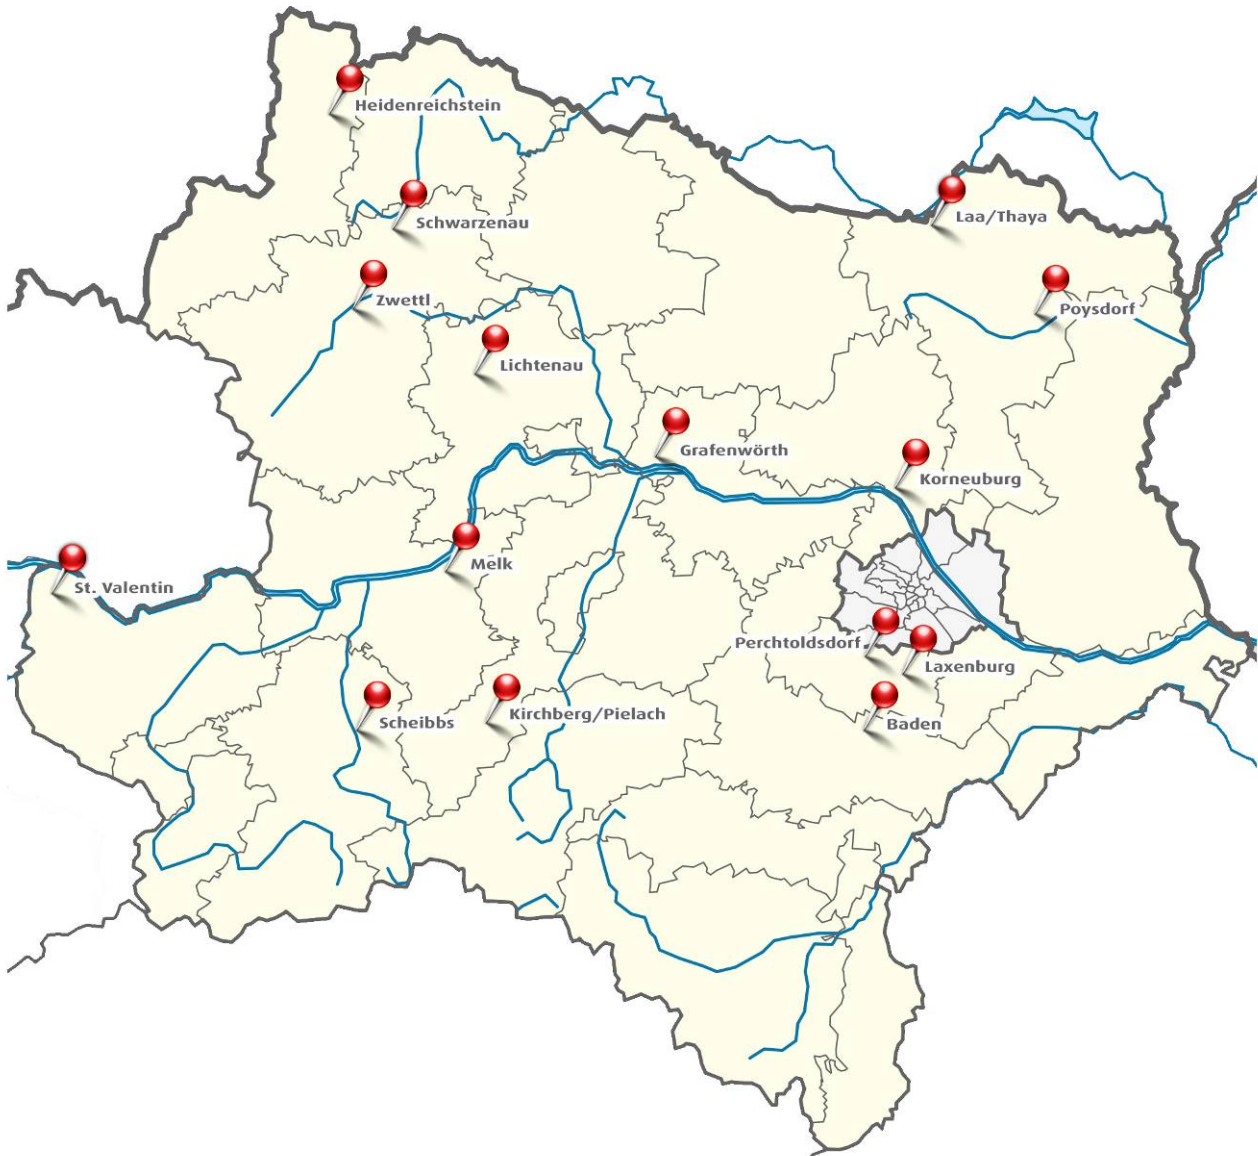 Heidenreichstein
Schwarzenau
Laa/Thaya
Zwettl
Poysdorf
Lichtenau
Grafenwörth
Korneuburg
Melk
St. Valentin
Perchtoldsdorf
Laxenburg
Scheibbs
Kirchberg/Pielach
Baden